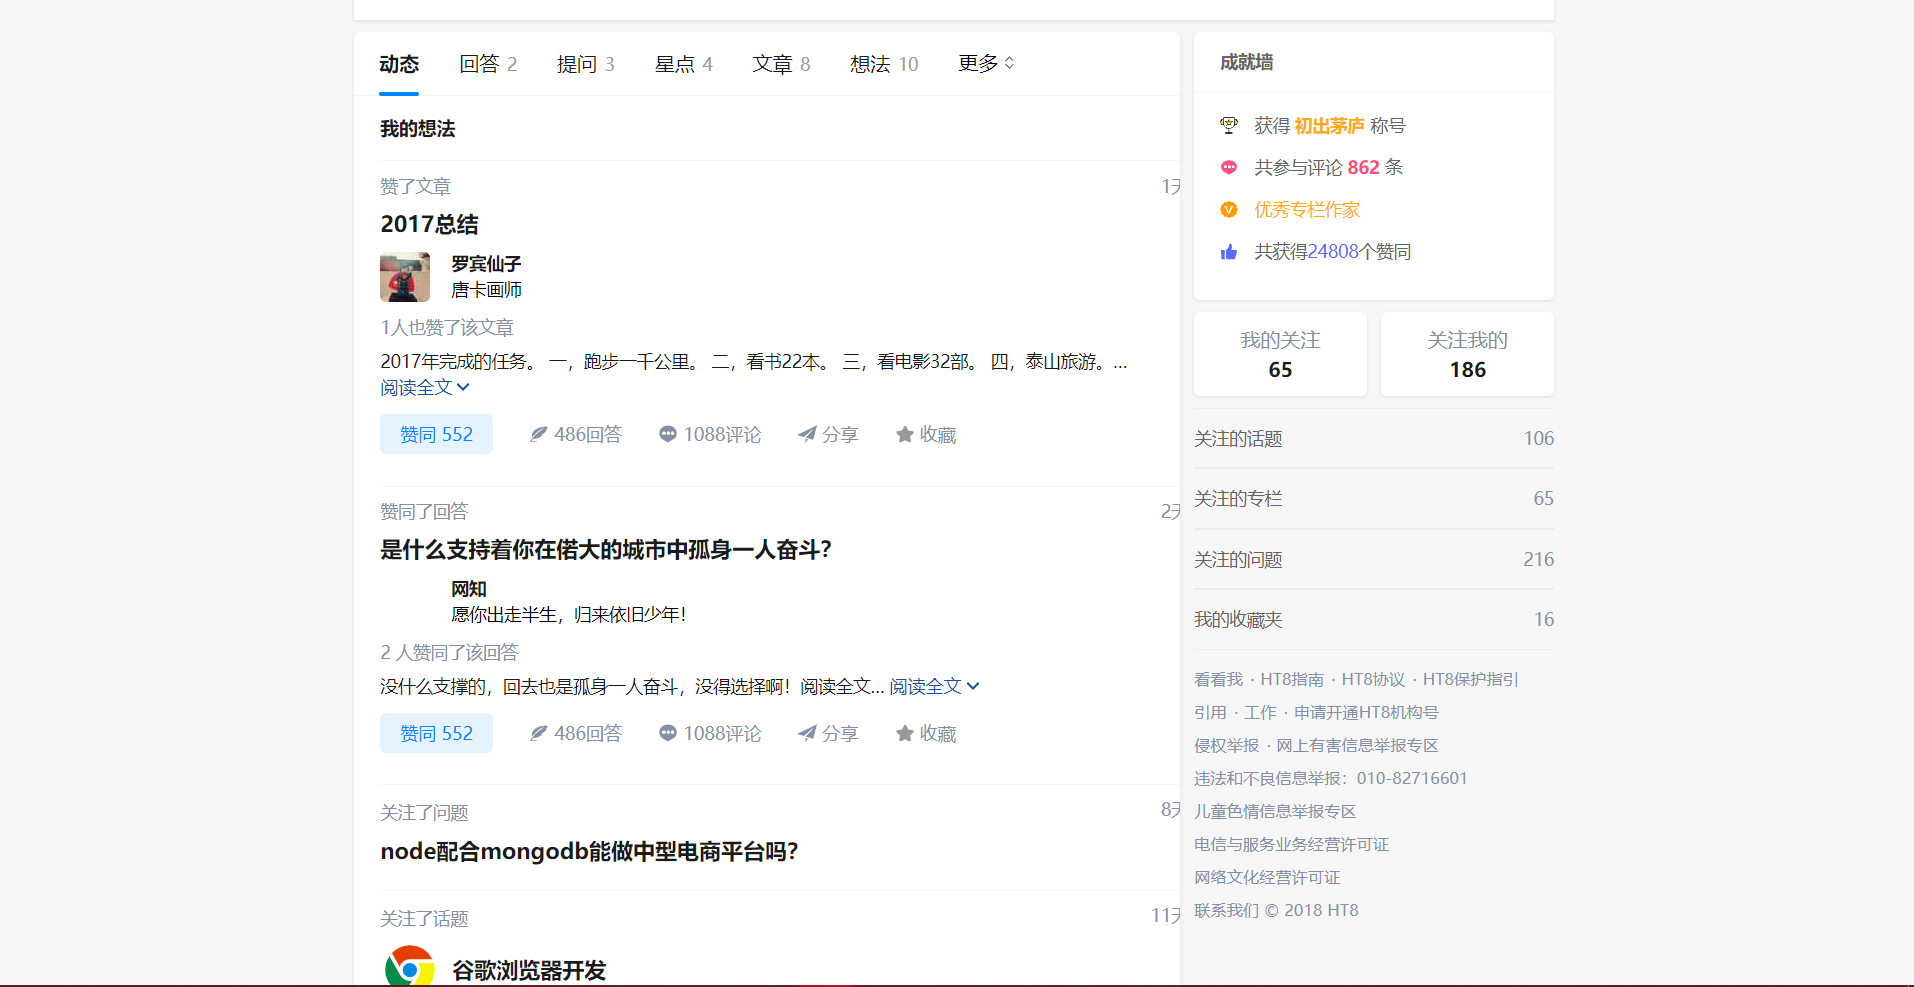 动态 回答 2 提问 3 星点 4 文章 8 想法 10 更多
我的想法
赞了文章 1天
2017总结
罗宾仙子
唐卡画师
1人也赞了该文章
2017年完成的任务。 一，跑步一千公里。 二，看书22本。 三，看电影32部。 四，泰山旅游。...
阅读全文
赞同 552 486回答 1088评论 分享 收藏
赞同了回答 2天
是什么支持着你在偌大的城市中孤身一人奋斗？
网知
愿你出走半生，归来依旧少年！
2 人赞同了该回答
没什么支撑的，回去也是孤身一人奋斗，没得选择啊！阅读全文... 阅读全文
赞同 552 486回答 1088评论 分享 收藏
关注了问题 8天
node配合mongodb能做中型电商平台吗？
关注了话题 11天
谷歌浏览器开发
成就墙
获得 初出茅庐 称号
共参与评论 862 条
优秀专栏作家
共获得24808个赞同
我的关注
65
关注我的
186
关注的话题 106
关注的专栏 65
关注的问题 216
我的收藏夹 16
看看我 · HT8指南 · HT8协议 · HT8保护指引
引用 · 工作 · 申请开通HT8机构号
侵权举报 · 网上有害信息举报专区
违法和不良信息举报：010-82716601
儿童色情信息举报专区
电信与服务业务经营许可证
网络文化经营许可证
联系我们 © 2018 HT8